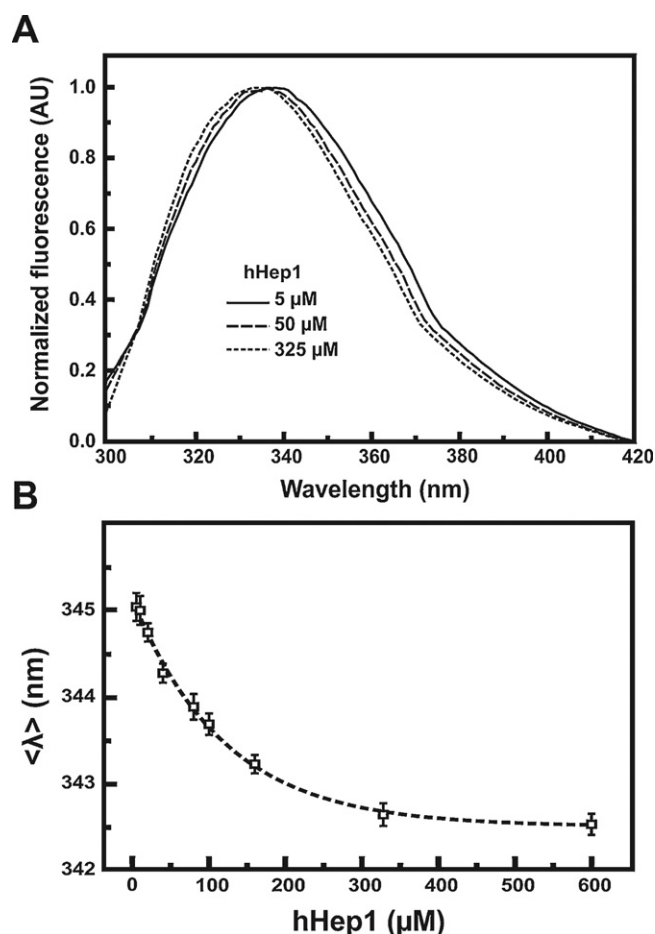 A
Normalized fluorescence (AU)
1.0
0.8
0.6
0.4
0.2
0.0
hHep1
5 µM
50 µM
325 µM
300 320 340 360 380 400 420
Wavelength (nm)
B
<λ> (nm)
345
344
343
342
0 100 200 300 400 500 600
hHep1 (µM)